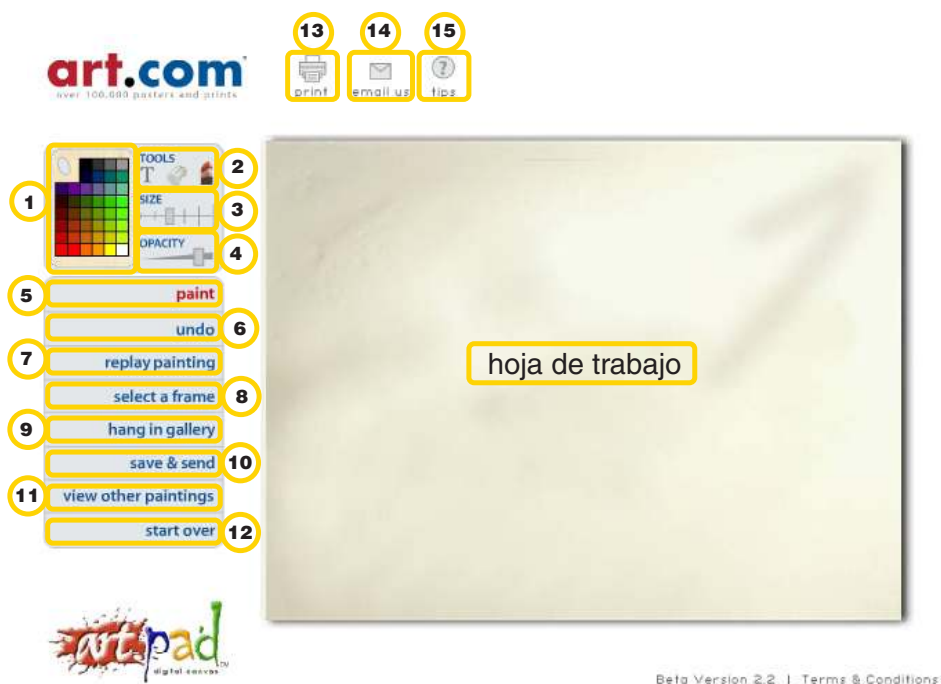 13 14 15
art.com
over 100,000 posters and prints
print email us tips
1
TOOLS
T
2
SIZE
3
OPACITY
4
5 paint
undo 6
7 replay painting
select a frame 8
hoja de trabajo
9 hang in gallery
save & send 10
11 view other paintings
start over 12
art.pad TM
digital canvas
Beta Version 2.2 | Terms & Conditions